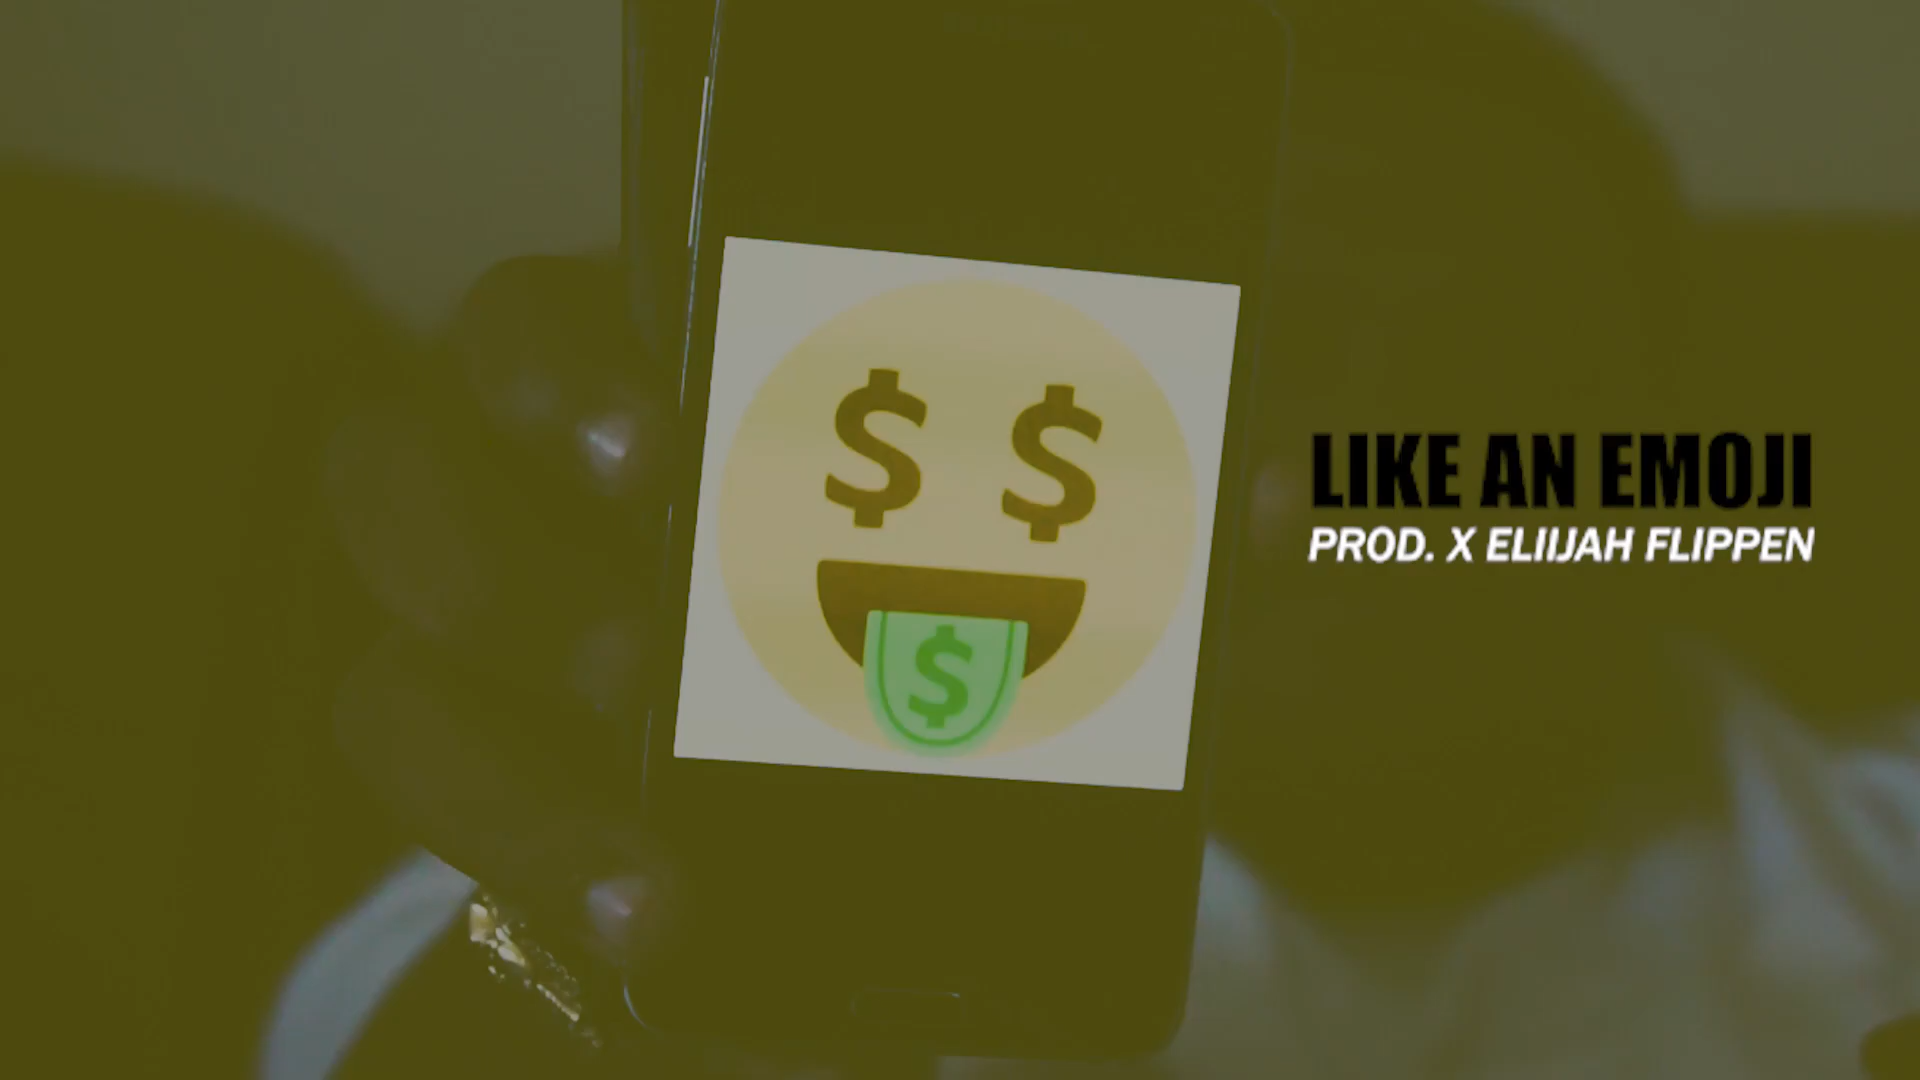 $ $
$
LIKE AN EMOJI
PROD. X ELIIJAH FLIPPEN